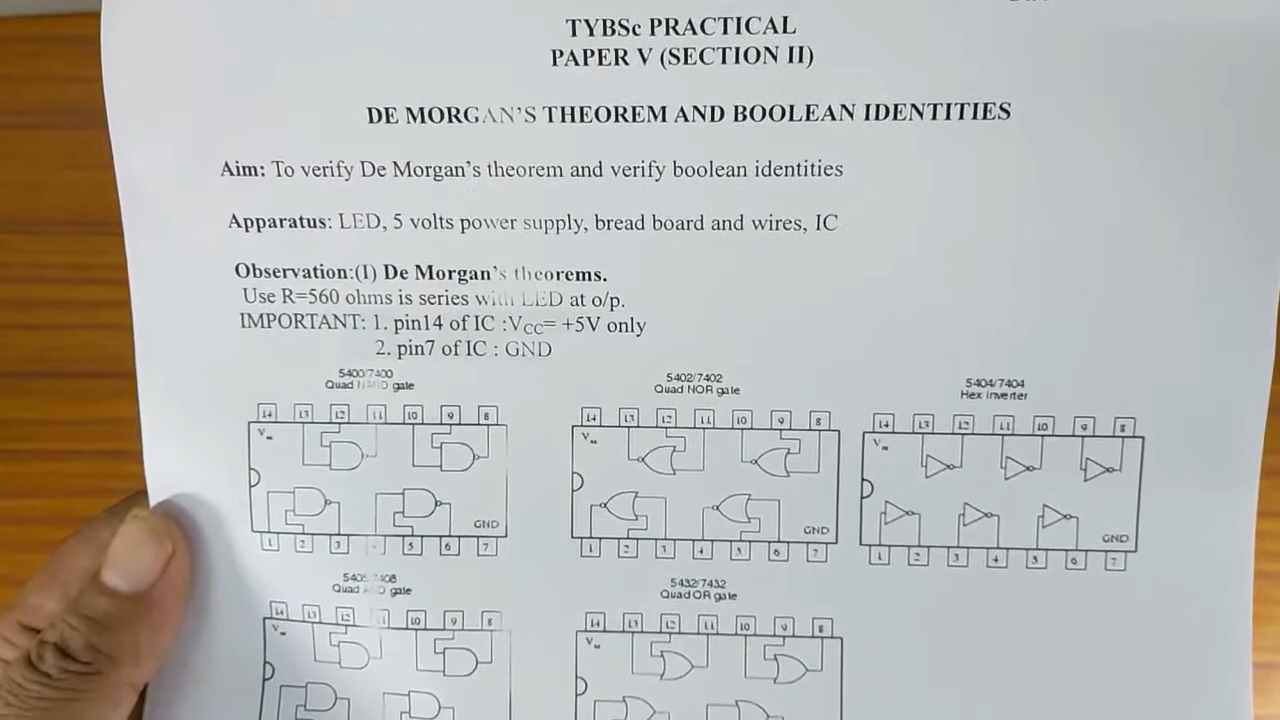 TYBSc PRACTICAL
PAPER V (SECTION II)
DE MORGAN'S THEOREM AND BOOLEAN IDENTITIES
Aim: To verify De Morgan's theorem and verify boolean identities
Apparatus: LED, 5 volts power supply, bread board and wires, IC
Observation:(I) De Morgan's theorems.
Use R=560 ohms is series with LED at o/p.
IMPORTANT: 1. pin14 of IC :VCC= +5V only
2. pin7 of IC : GND
5400/7400
Quad NAND gate
14 13 12 11 10 9 8
GND
1 2 3 5 6 7
5402/7402
Quad NOR gate
14 13 12 11 10 9 8
GND
1 2 3 4 5 6 7
5404/7404
Hex Inverter
14 13 12 11 10 9 8
GND
1 2 3 4 5 6 7
5408/7408
Quad AND gate
14 13 12 11 10 9 8
5432/7432
Quad OR gate
14 13 12 11 10 9 8